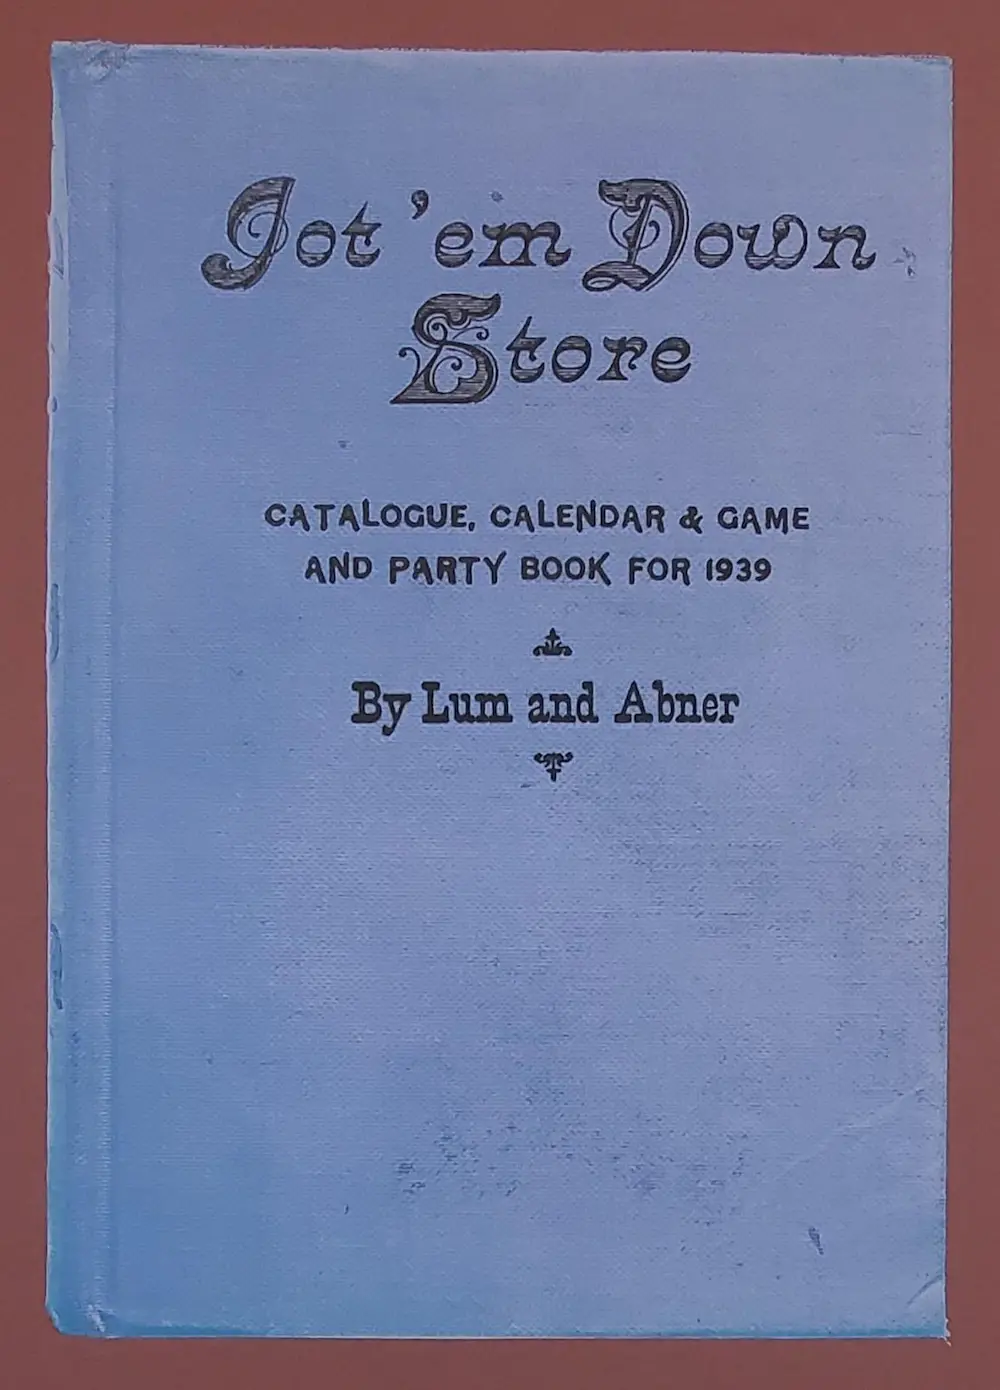 Jot 'em Down
Store
CATALOGUE, CALENDAR & GAME
AND PARTY BOOK FOR 1939
By Lum and Abner